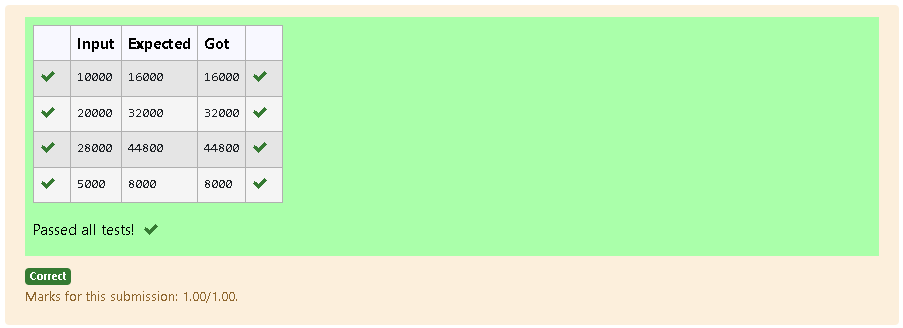 Input Expected Got
10000 16000 16000
20000 32000 32000
28000 44800 44800
5000 8000 8000
Passed all tests!
Correct
Marks for this submission: 1.00/1.00.